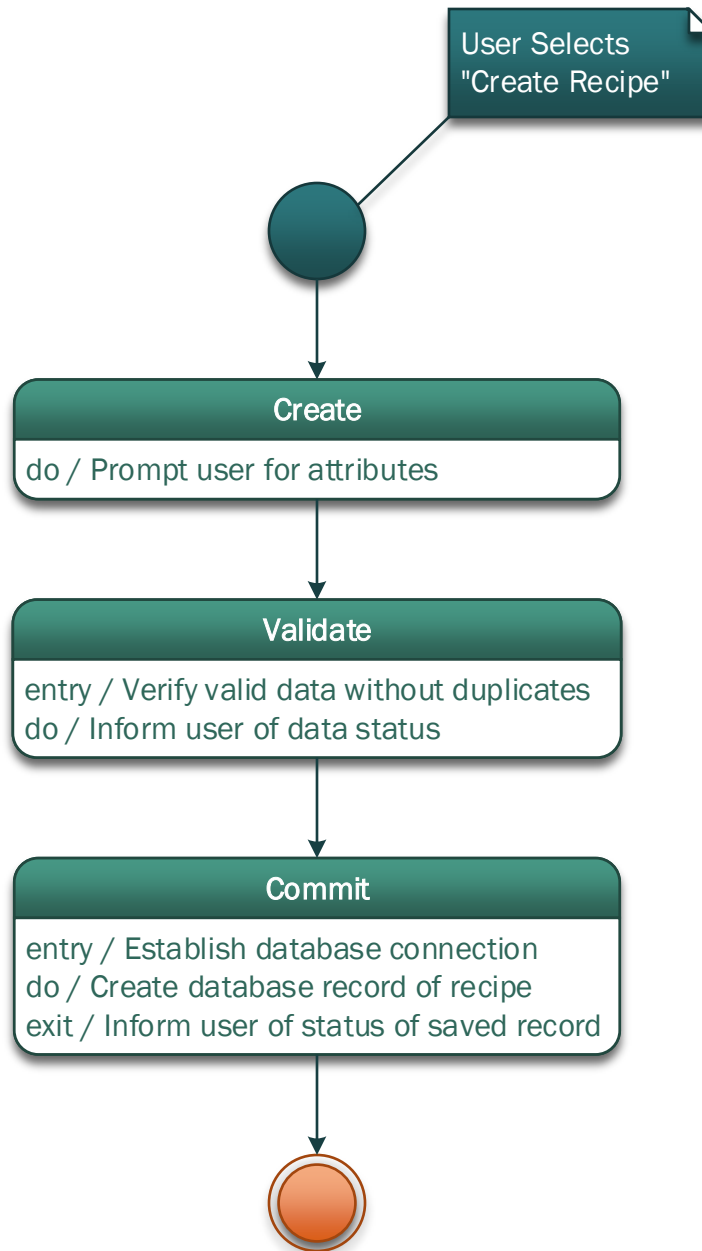 User Selects
"Create Recipe"
Create
do / Prompt user for attributes
Validate
entry / Verify valid data without duplicates
do / Inform user of data status
Commit
entry / Establish database connection
do / Create database record of recipe
exit / Inform user of status of saved record